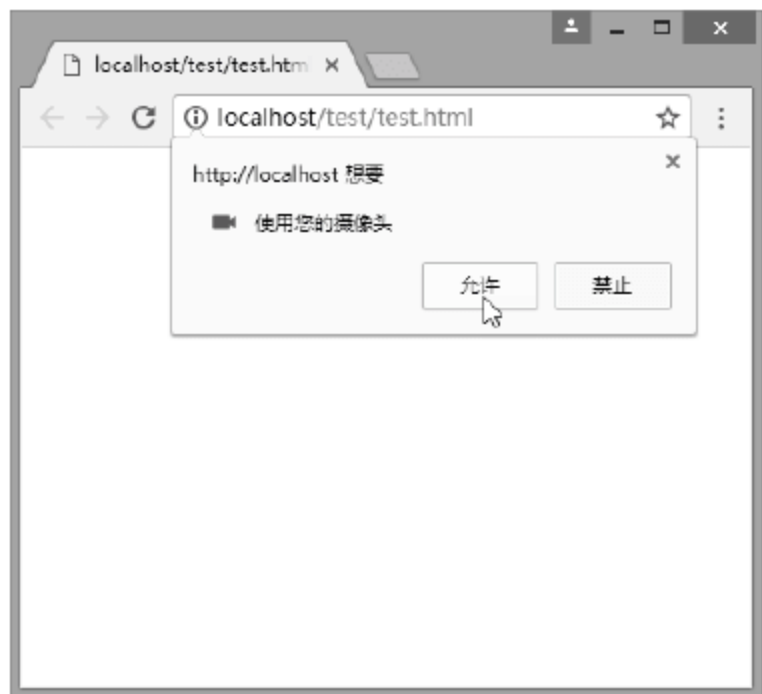 localhost/test/test.htm
localhost/test/test.html
http://localhost 想要
使用您的摄像头
允许
禁止